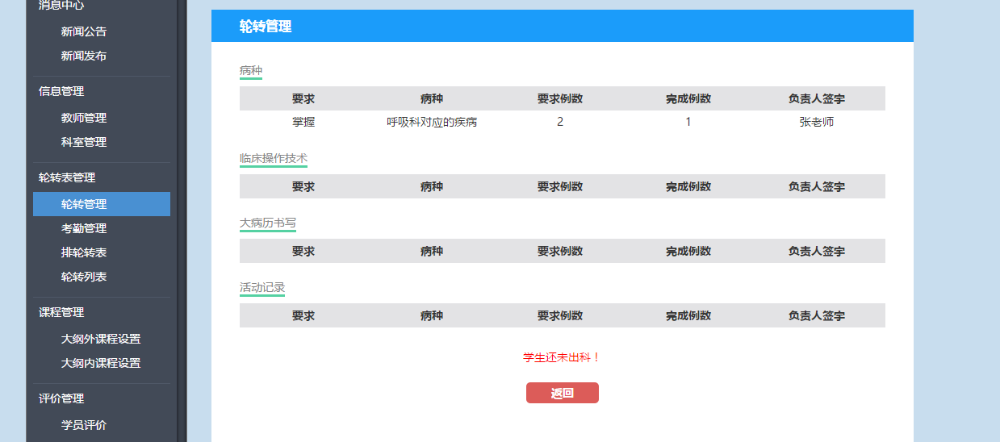 消息中心
新闻公告
新闻发布
信息管理
教师管理
科室管理
轮转表管理
轮转管理
考勤管理
排轮转表
轮转列表
课程管理
大纲外课程设置
大纲内课程设置
评价管理
学员评价
轮转管理
病种
要求 病种 要求例数 完成例数 负责人签字
掌握 呼吸科对应的疾病 2 1 张老师
临床操作技术
要求 病种 要求例数 完成例数 负责人签字
大病历书写
要求 病种 要求例数 完成例数 负责人签字
活动记录
要求 病种 要求例数 完成例数 负责人签字
学生还未出科！
返回